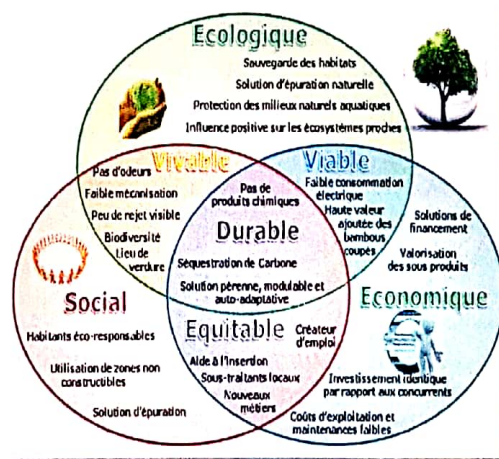 Ecologique
Sauvegarde des habitats
Solution d'épuration naturelle
Protection des milieux naturels aquatiques
Influence positive sur les écosystèmes proches
Vivable
Pas d'odeurs
Faible mécanisation
Peu de rejet visible
Biodiversité
Lieu de
verdure
Viable
Faible consommation
électrique
Haute valeur
ajoutée des
bambous
coupés
Pas de
produits chimiques
Durable
Séquestration de Carbone
Solution pérenne, modulable et
auto-adaptative
Solutions de
financement
Valorisation
des sous produits
Social
Habitants éco-responsables
Utilisation de zones non
constructibles
Solution d'épuration
Equitable
Créateur
d'emploi
Aide à l'insertion
Sous-traitants locaux
Nouveaux
métiers
Economique
Investissement identique
par rapport aux concurrents
Coûts d'exploitation et
maintenances faibles